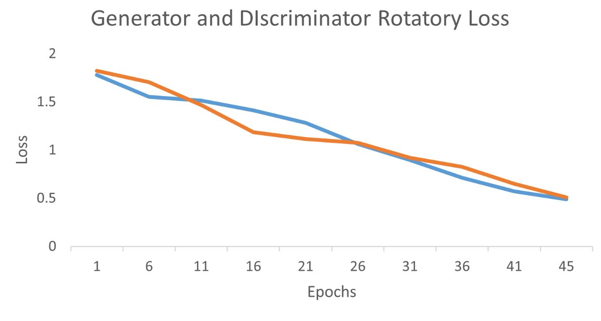 Generator and DIscriminator Rotatory Loss
2
1.5
1
0.5
0
Loss
1 6 11 16 21 26 31 36 41 45
Epochs